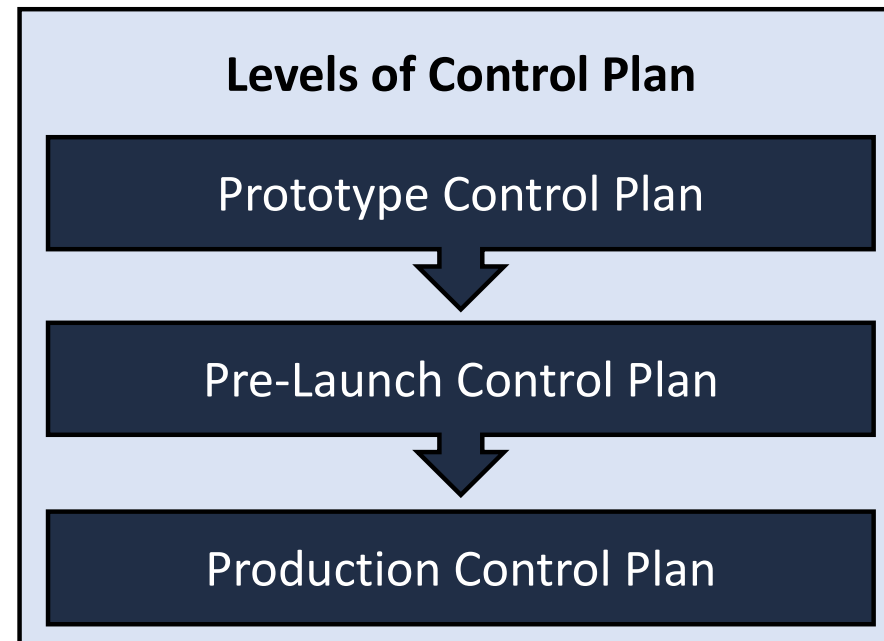 Levels of Control Plan
Prototype Control Plan
Pre-Launch Control Plan
Production Control Plan